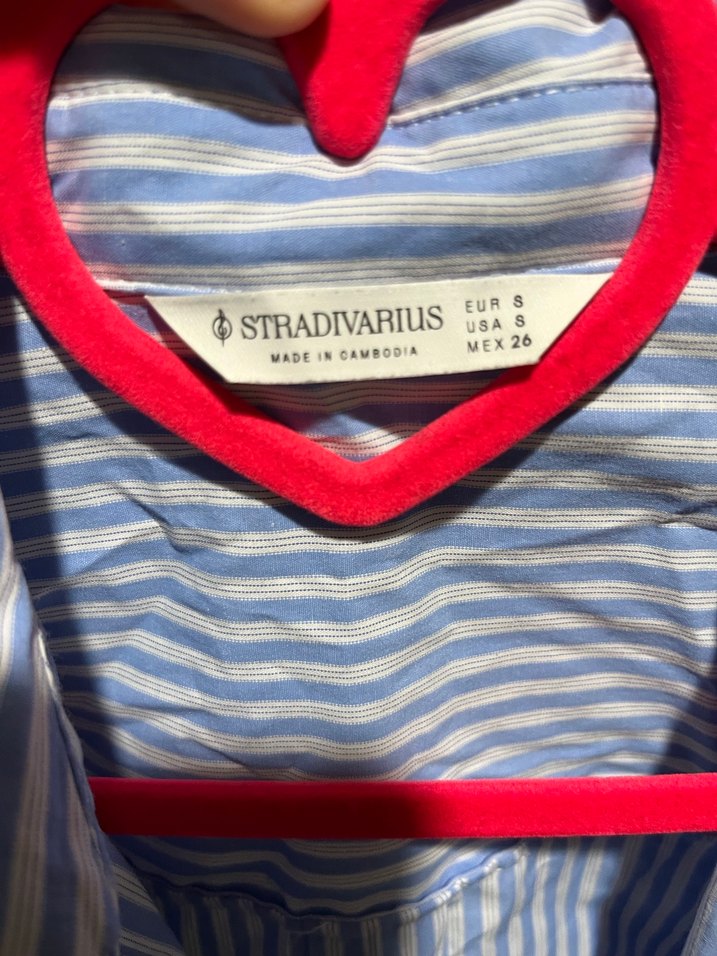 STRADIVARIUS
MADE IN CAMBODIA
EUR S
USA S
MEX 26